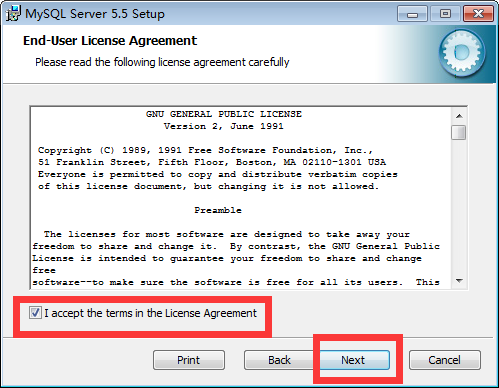 MySQL Server 5.5 Setup
End-User License Agreement
Please read the following license agreement carefully
GNU GENERAL PUBLIC LICENSE
Version 2, June 1991
Copyright (C) 1989, 1991 Free Software Foundation, Inc.,
51 Franklin Street, Fifth Floor, Boston, MA 02110-1301 USA
Everyone is permitted to copy and distribute verbatim copies
of this license document, but changing it is not allowed.
Preamble
The licenses for most software are designed to take away your
freedom to share and change it. By contrast, the GNU General Public
License is intended to guarantee your freedom to share and change
free
software--to make sure the software is free for all its users. This
I accept the terms in the License Agreement
Print Back Next Cancel